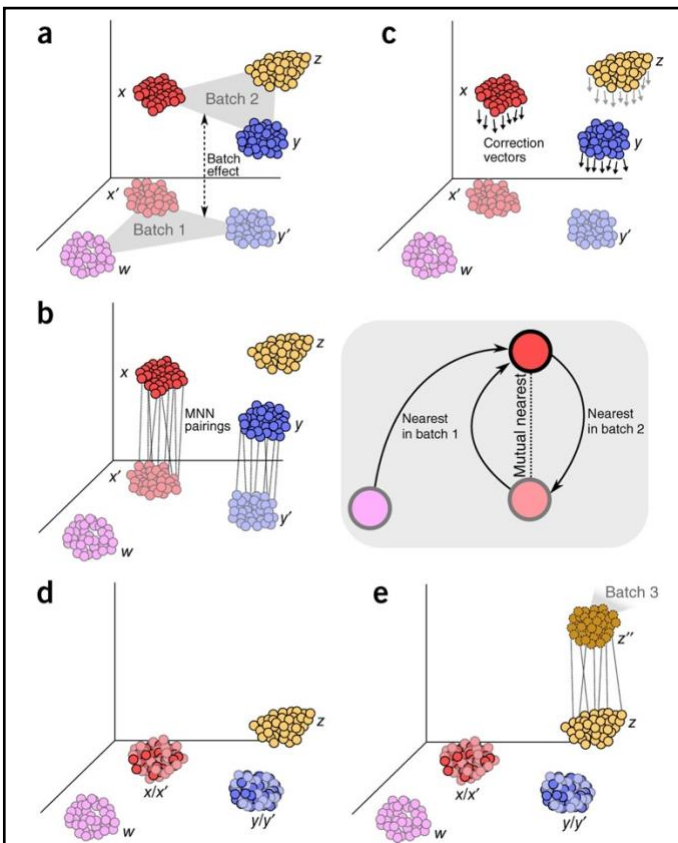 a
z
x
Batch 2
y
Batch
effect
x′
Batch 1
y′
w
c
z
x
y
Correction
vectors
x′
y′
w
b
z
x
MNN
pairings
y
x′
y′
w
Nearest
in batch 1
Mutual nearest
Nearest
in batch 2
d
z
x/x′
y/y′
w
e
Batch 3
z′′
z
x/x′
y/y′
w